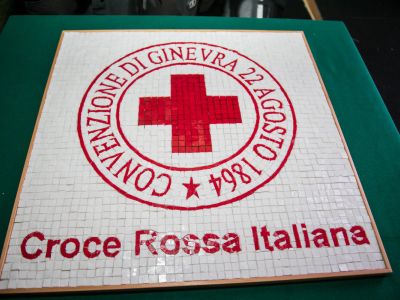 CONVENZIONE DI GINEVRA 22 AGOSTO 1864
Croce Rossa Italiana